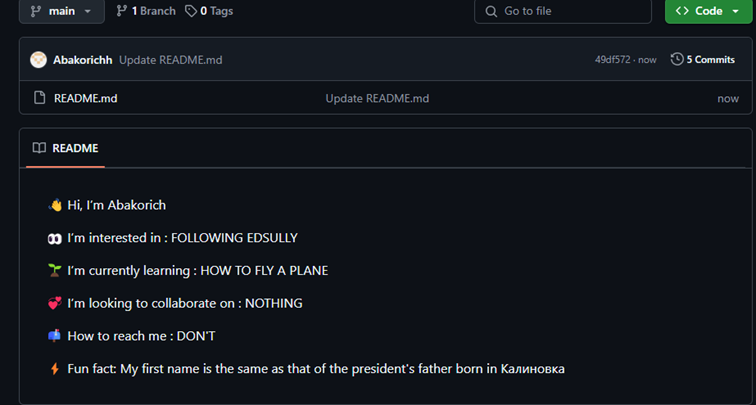 main 1 Branch 0 Tags Go to file Code
Abakorichh Update README.md 49df572 · now 5 Commits
README.md Update README.md now
README
👋 Hi, I'm Abakorich
👀 I'm interested in : FOLLOWING EDSULLY
🌱 I'm currently learning : HOW TO FLY A PLANE
💞️ I'm looking to collaborate on : NOTHING
📫 How to reach me : DON'T
⚡ Fun fact: My first name is the same as that of the president's father born in Калиновка